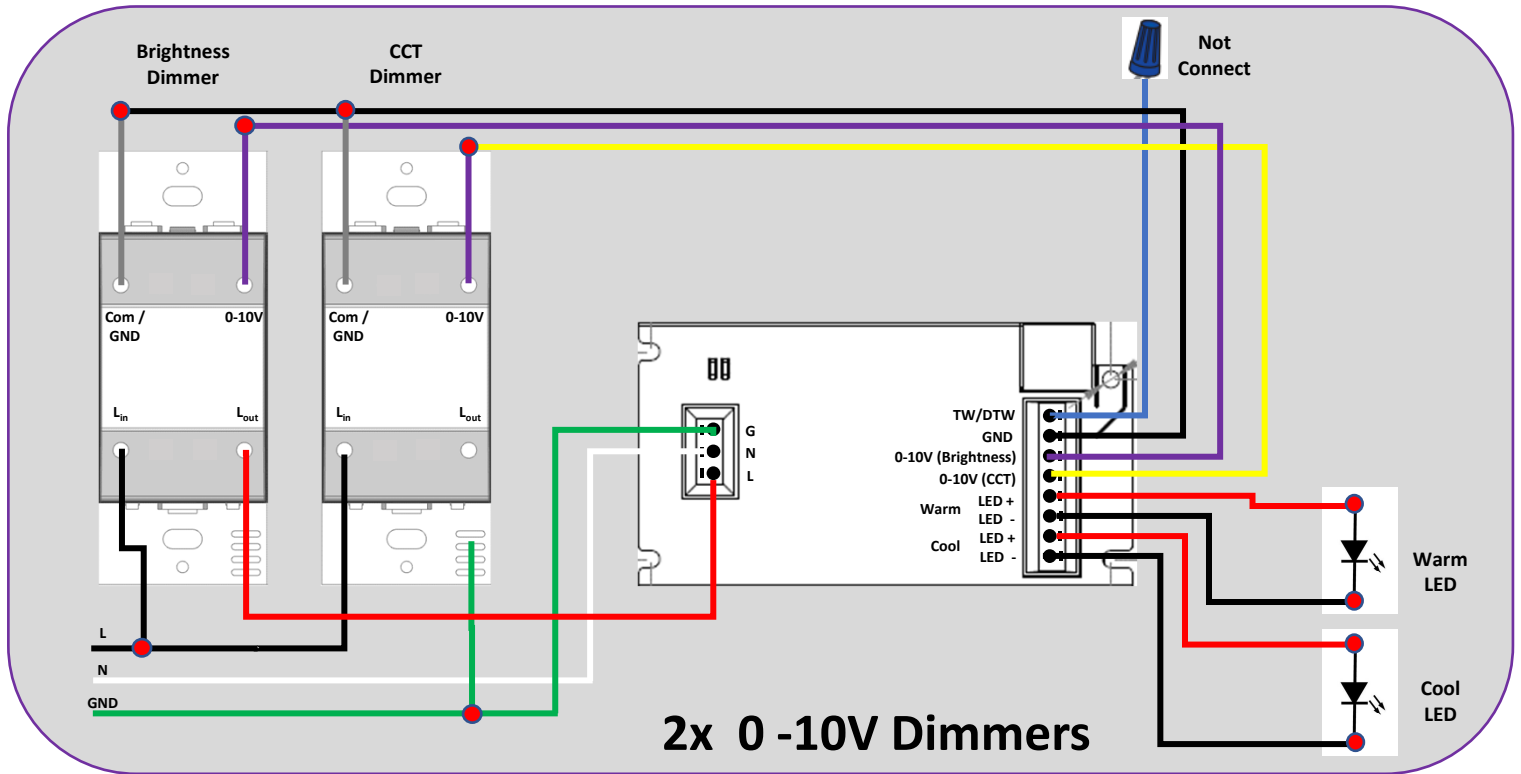 Brightness
Dimmer
CCT
Dimmer
Not
Connect
Com /
GND
0-10V
Com /
GND
0-10V
Lin
Lout
Lin
Lout
G
N
L
TW/DTW
GND
0-10V (Brightness)
0-10V (CCT)
Warm
LED +
LED -
Cool
LED +
LED -
Warm
LED
Cool
LED
L
N
GND
2x 0 -10V Dimmers